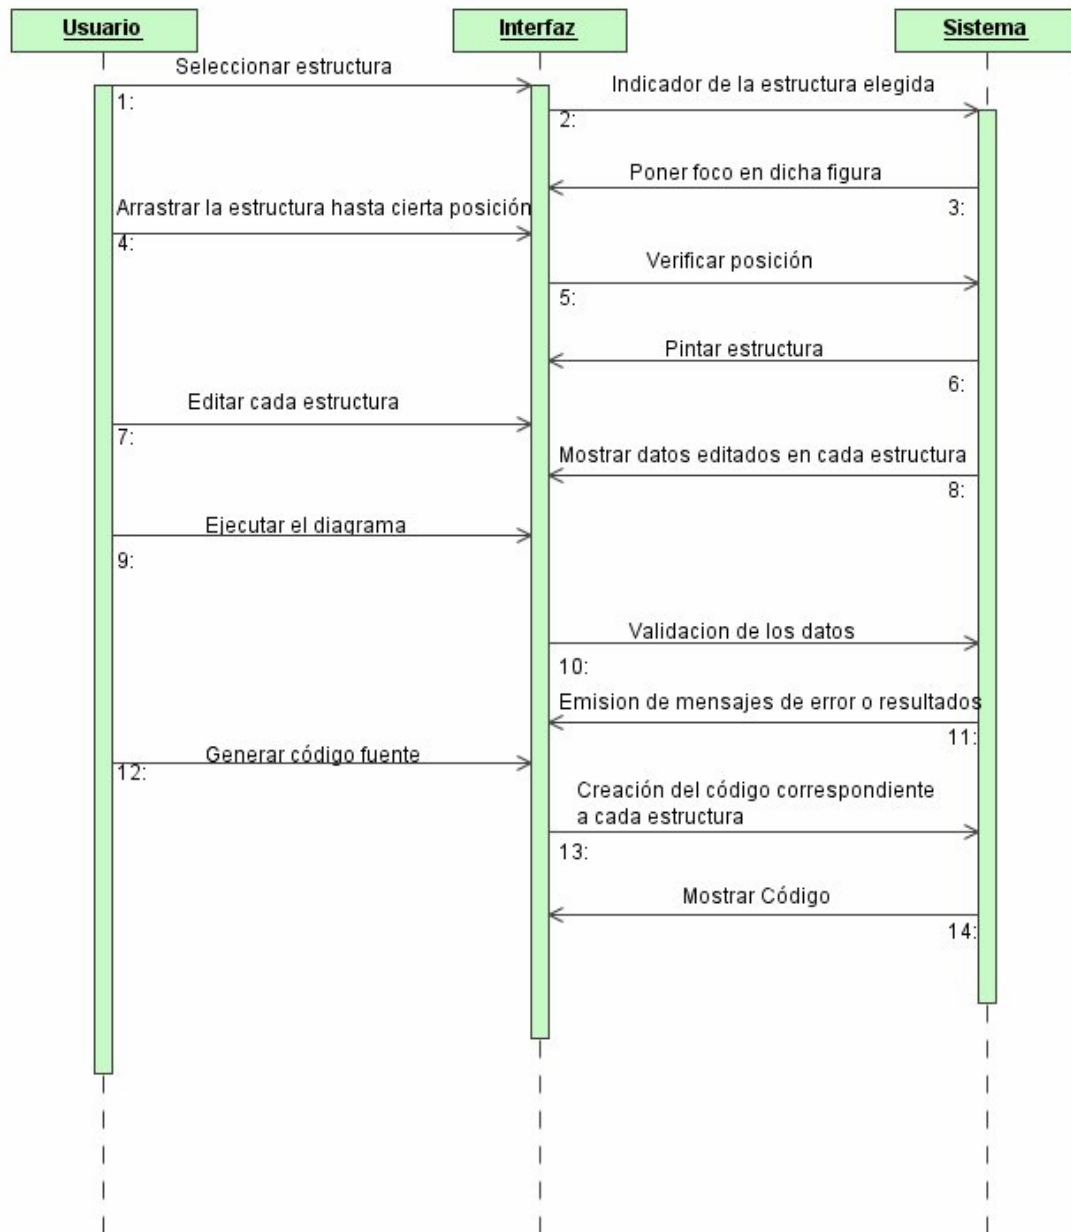 Usuario
Interfaz
Sistema
Seleccionar estructura
1:
Indicador de la estructura elegida
2:
Poner foco en dicha figura
3:
Arrastrar la estructura hasta cierta posición
4:
Verificar posición
5:
Pintar estructura
6:
Editar cada estructura
7:
Mostrar datos editados en cada estructura
8:
Ejecutar el diagrama
9:
Validacion de los datos
10:
Emision de mensajes de error o resultados
11:
Generar código fuente
12:
Creación del código correspondiente
a cada estructura
13:
Mostrar Código
14: